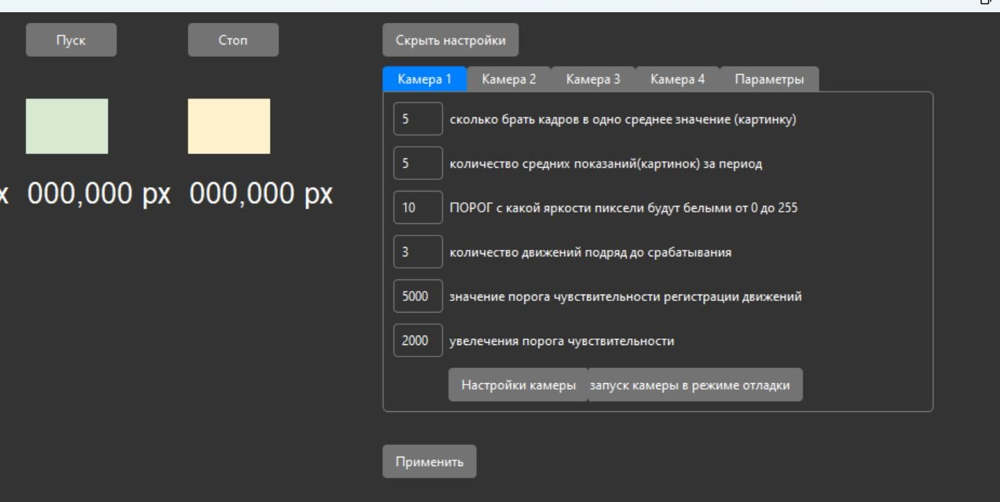 Пуск
Стоп
Скрыть настройки
Камера 1
Камера 2
Камера 3
Камера 4
Параметры
5 сколько брать кадров в одно среднее значение (картинку)
5 количество средних показаний(картинок) за период
x 000,000 px 000,000 px
10 ПОРОГ с какой яркости пиксели будут белыми от 0 до 255
3 количество движений подряд до срабатывания
5000 значение порога чувствительности регистрации движений
2000 увелечения порога чувствительности
Настройки камеры
запуск камеры в режиме отладки
Применить